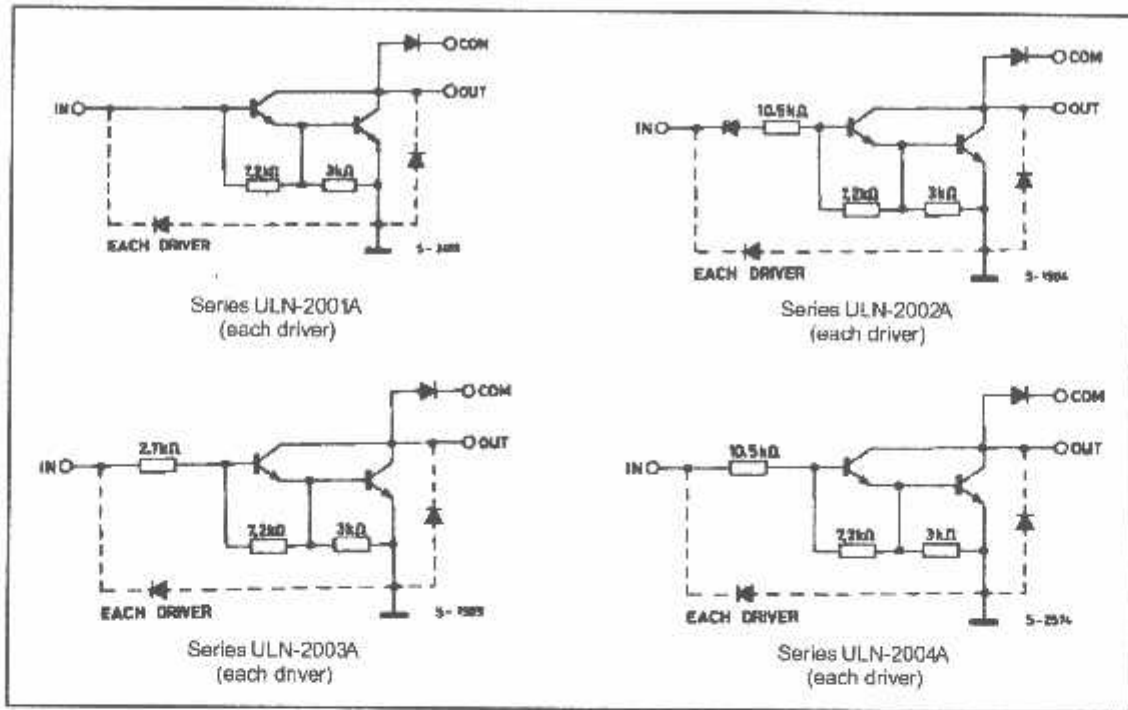 COM
OUT
IN
7.2kΩ 3kΩ
EACH DRIVER
Series ULN-2001A
(each driver)
COM
OUT
IN
10.5kΩ
7.2kΩ 3kΩ
EACH DRIVER
Series ULN-2002A
(each driver)
COM
OUT
IN
2.7kΩ
7.2kΩ 3kΩ
EACH DRIVER
Series ULN-2003A
(each driver)
COM
OUT
IN
10.5kΩ
7.2kΩ 3kΩ
EACH DRIVER
S-2574
Series ULN-2004A
(each driver)